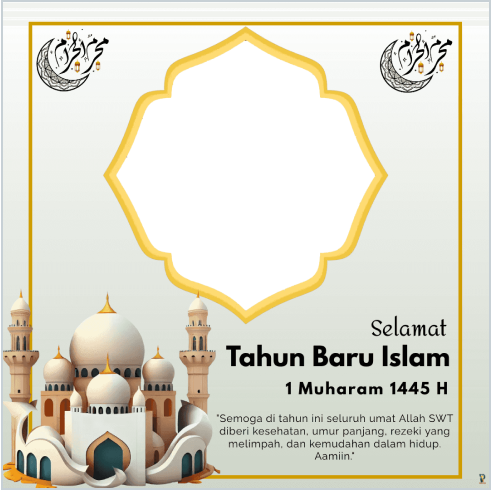 محرم الحرام
محرم الحرام
Selamat
Tahun Baru Islam
1 Muharam 1445 H
"Semoga di tahun ini seluruh umat Allah SWT
diberi kesehatan, umur panjang, rezeki yang
melimpah, dan kemudahan dalam hidup.
Aamiin."